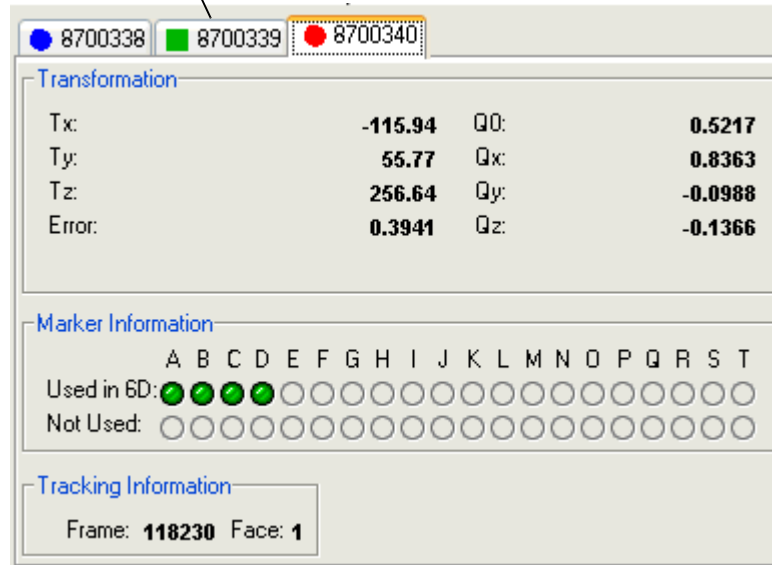 8700338 8700339 8700340
Transformation
Tx: -115.94 Q0: 0.5217
Ty: 55.77 Qx: 0.8363
Tz: 256.64 Qy: -0.0988
Error: 0.3941 Qz: -0.1366
Marker Information
A B C D E F G H I J K L M N O P Q R S T
Used in 6D:
Not Used:
Tracking Information
Frame: 118230 Face: 1